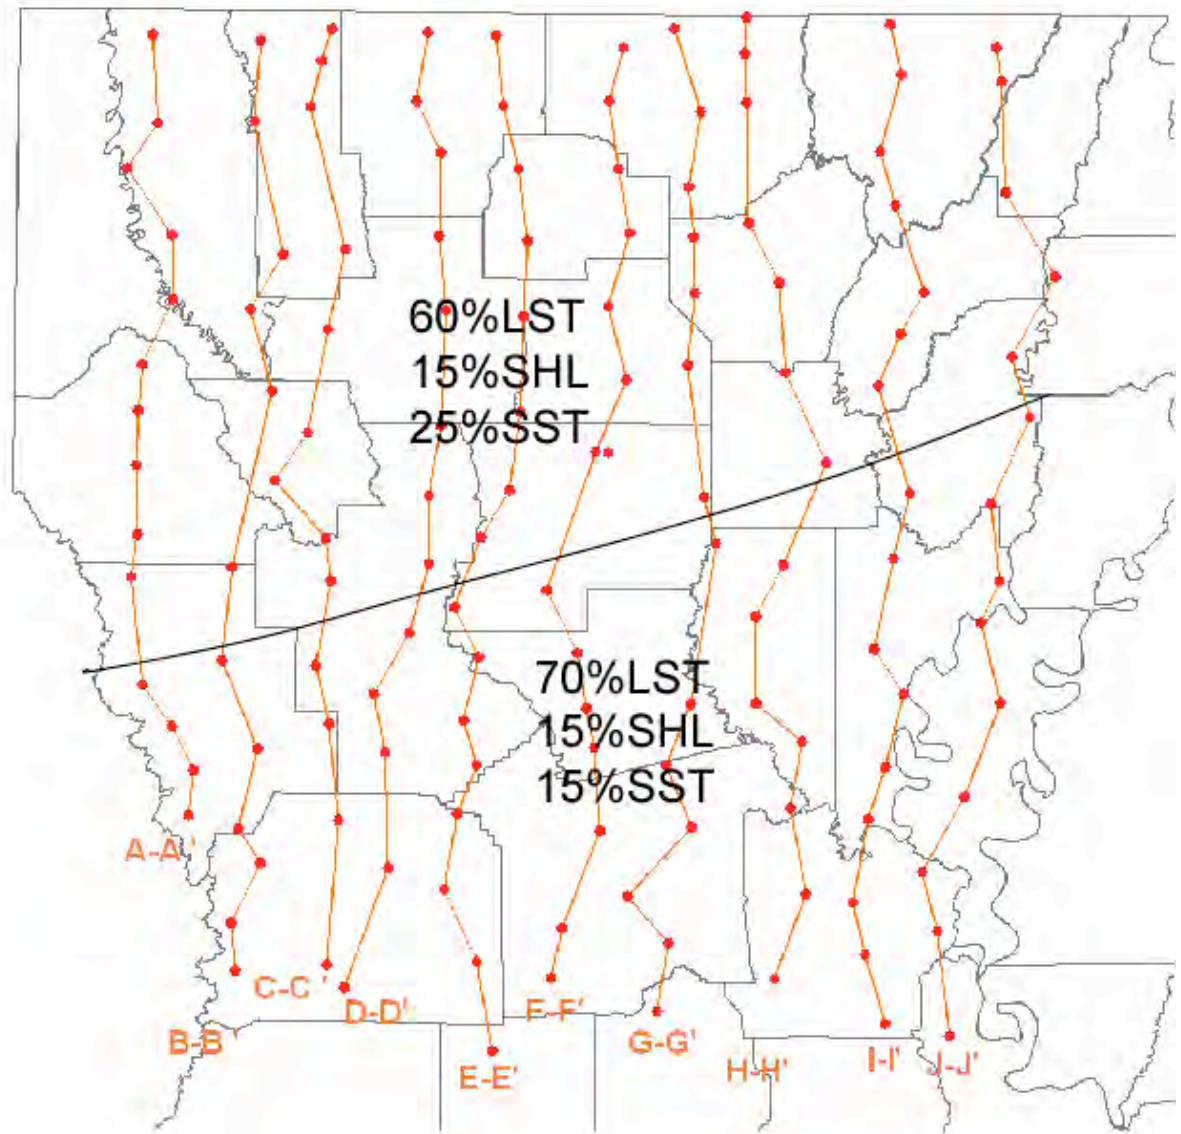 60%LST
15%SHL
25%SST
70%LST
15%SHL
15%SST
A-A'
B-B'
C-C'
D-D'
E-E'
F-F'
G-G'
H-H'
I-I'
J-J'